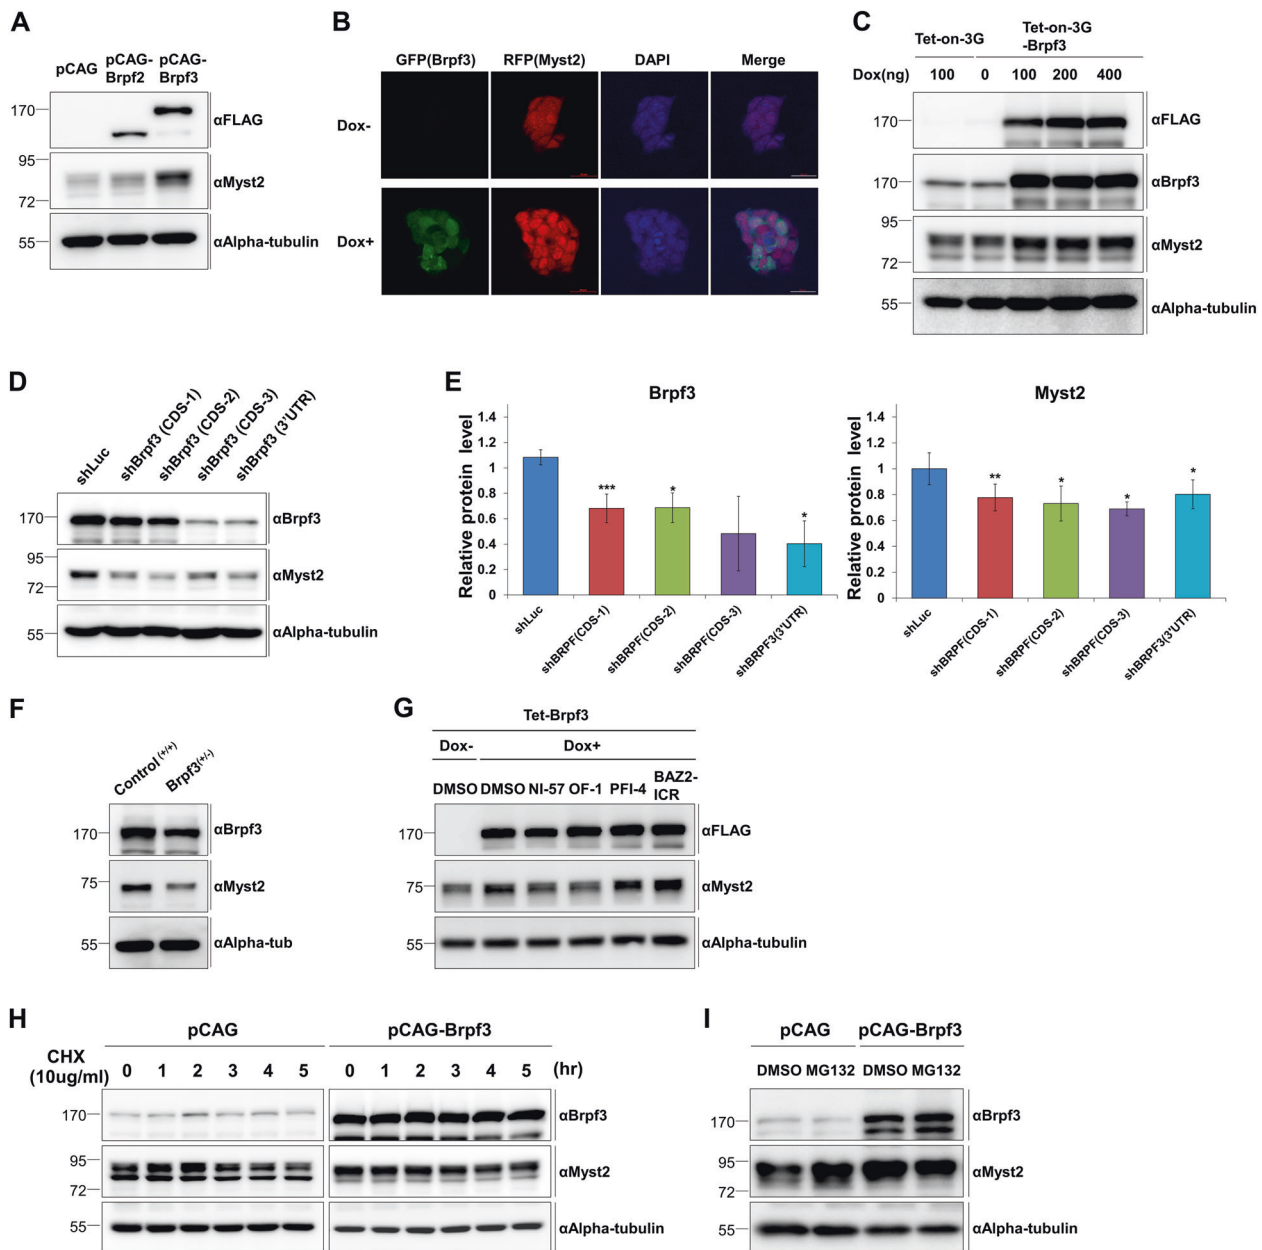 A
pCAG
pCAG-
Brpf2
pCAG-
Brpf3
170
αFLAG
95
72
αMyst2
55
αAlpha-tubulin
B
GFP(Brpf3)
RFP(Myst2)
DAPI
Merge
Dox-
Dox+
C
Tet-on-3G
Tet-on-3G
-Brpf3
Dox(ng)
100
0
100
200
400
170
αFLAG
170
αBrpf3
95
72
αMyst2
55
αAlpha-tubulin
D
shLuc
shBrpf3 (CDS-1)
shBrpf3 (CDS-2)
shBrpf3 (CDS-3)
shBrpf3 (3'UTR)
170
αBrpf3
95
72
αMyst2
55
αAlpha-tubulin
E
Brpf3
Relative protein level
1.4
1.2
1
0.8
0.6
0.4
0.2
0
***
*
*
shLuc
shBRPF(CDS-1)
shBRPF(CDS-2)
shBRPF(CDS-3)
shBRPF3(3'UTR)
Myst2
Relative protein level
1.4
1.2
1
0.8
0.6
0.4
0.2
0
**
*
*
*
shLuc
shBRPF(CDS-1)
shBRPF(CDS-2)
shBRPF(CDS-3)
shBRPF3(3'UTR)
F
Control(+/+)
Brpf3(+/-)
170
αBrpf3
75
αMyst2
55
αAlpha-tub
G
Tet-Brpf3
Dox-
Dox+
DMSO
DMSO
NI-57
OF-1
PFI-4
BAZ2-
ICR
170
αFLAG
75
αMyst2
55
αAlpha-tubulin
H
pCAG
pCAG-Brpf3
CHX
(10ug/ml)
0 1 2 3 4 5
0 1 2 3 4 5 (hr)
170
αBrpf3
95
72
αMyst2
55
αAlpha-tubulin
I
pCAG
pCAG-Brpf3
DMSO MG132
DMSO MG132
170
αBrpf3
95
72
αMyst2
55
αAlpha-tubulin